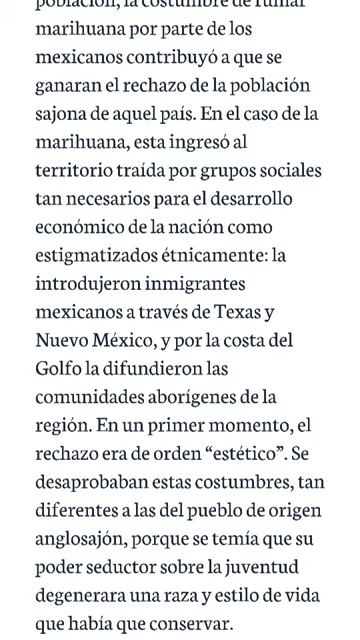 población, la costumbre de fumar
marihuana por parte de los
mexicanos contribuyó a que se
ganaran el rechazo de la población
sajona de aquel país. En el caso de la
marihuana, esta ingresó al
territorio traída por grupos sociales
tan necesarios para el desarrollo
económico de la nación como
estigmatizados étnicamente: la
introdujeron inmigrantes
mexicanos a través de Texas y
Nuevo México, y por la costa del
Golfo la difundieron las
comunidades aborígenes de la
región. En un primer momento, el
rechazo era de orden “estético”. Se
desaprobaban estas costumbres, tan
diferentes a las del pueblo de origen
anglosajón, porque se temía que su
poder seductor sobre la juventud
degenerara una raza y estilo de vida
que había que conservar.